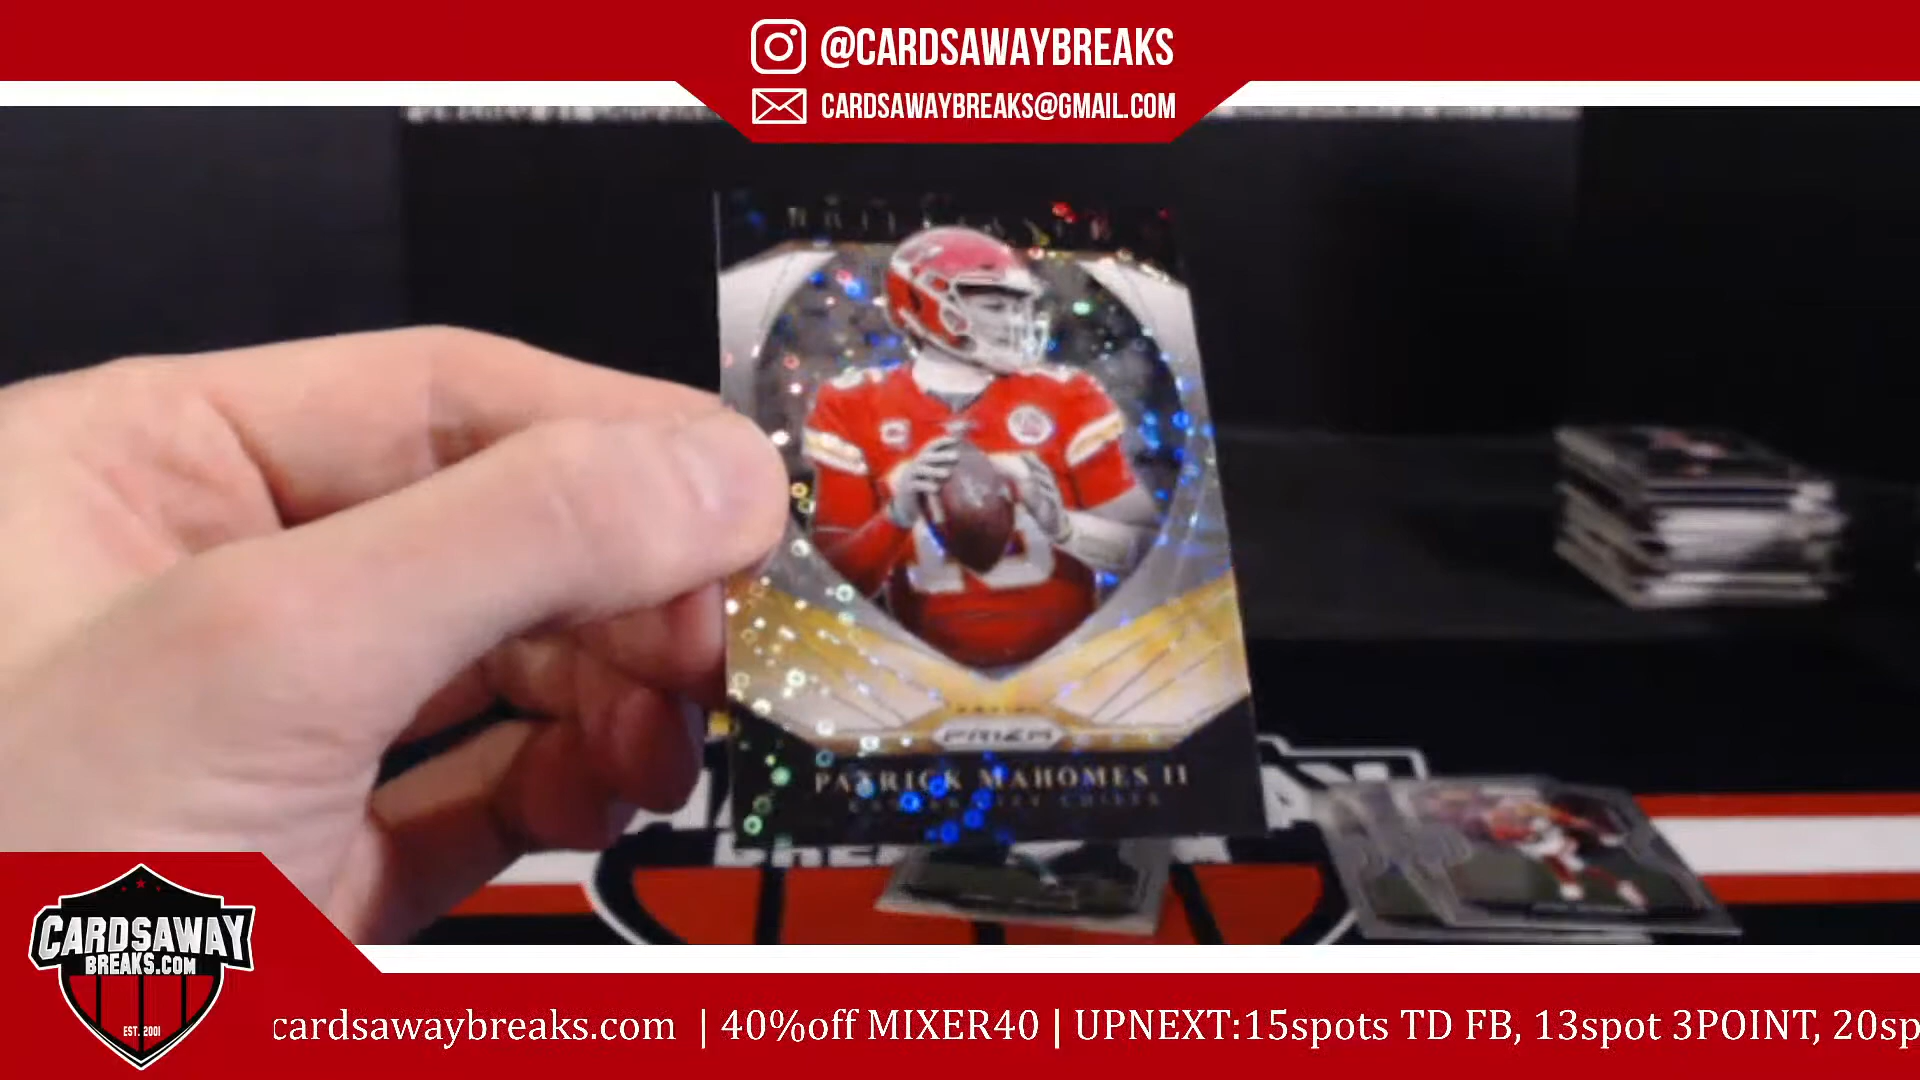 @CARDSAWAYBREAKS
CARDSAWAYBREAKS@GMAIL.COM
PRIZM
PATRICK MAHOMES II
CARDSAWAY
BREAKS.COM
EST. 2001
cardsawaybreaks.com | 40%off MIXER40 | UPNEXT:15spots TD FB, 13spot 3POINT, 20sp